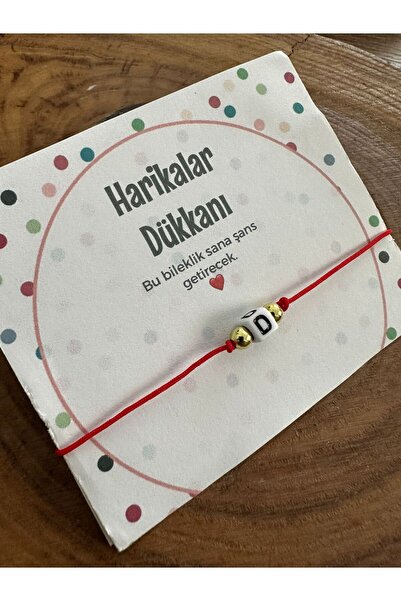 Harikalar
Dükkanı
Bu bileklik sana şans
getirecek.
D